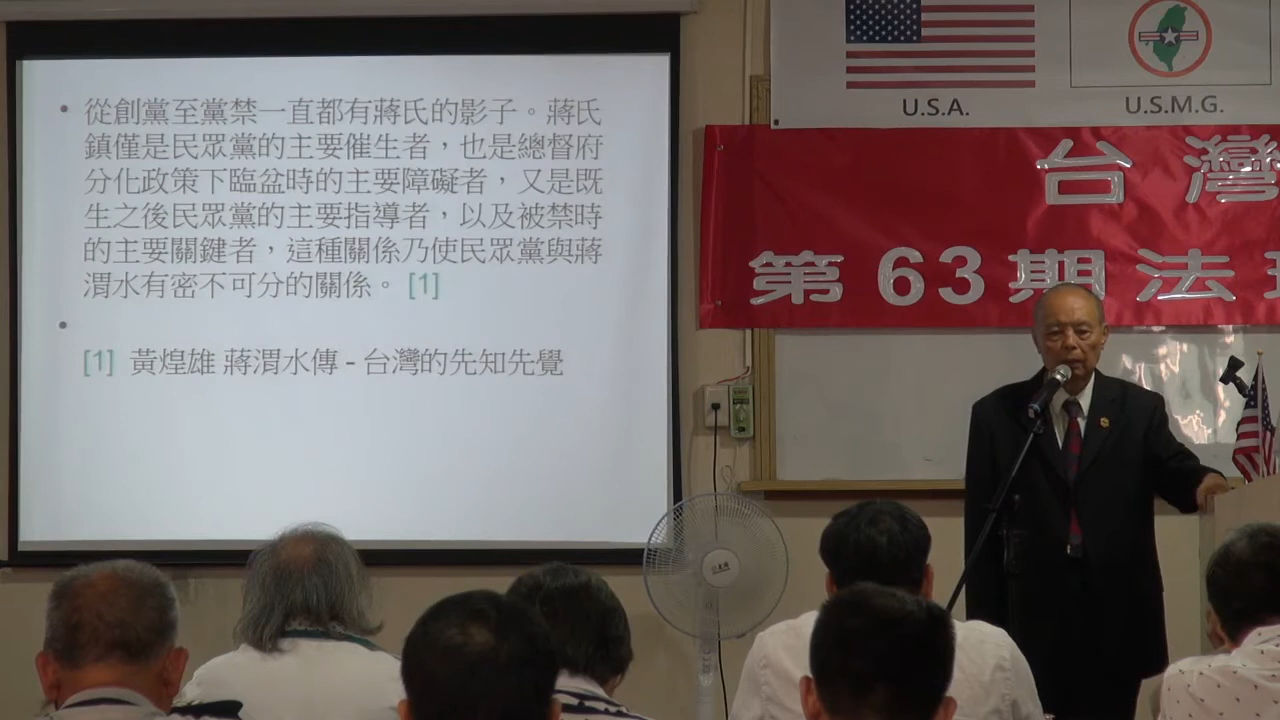 • 從創黨至黨禁一直都有蔣氏的影子。蔣氏
鎮僅是民眾黨的主要催生者，也是總督府
分化政策下臨盆時的主要障礙者，又是既
生之後民眾黨的主要指導者，以及被禁時
的主要關鍵者，這種關係乃使民眾黨與蔣
渭水有密不可分的關係。[1]
•
[1] 黃煌雄 蔣渭水傳 - 台灣的先知先覺
U.S.A.
U.S.M.G.
台灣
第63期法